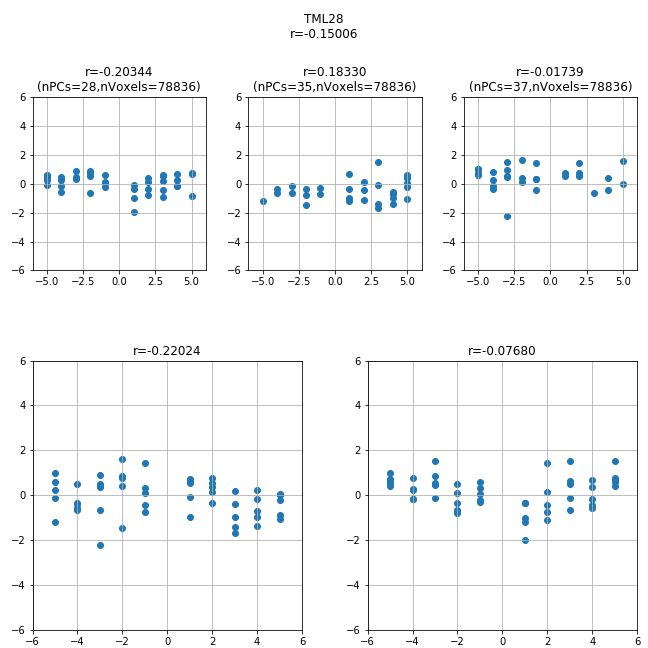 TML28
r=-0.15006
r=-0.20344
(nPCs=28,nVoxels=78836)
r=0.18330
(nPCs=35,nVoxels=78836)
r=-0.01739
(nPCs=37,nVoxels=78836)
6
4
2
0
−2
−4
−6
−5.0 −2.5 0.0 2.5 5.0
6
4
2
0
−2
−4
−6
−5.0 −2.5 0.0 2.5 5.0
6
4
2
0
−2
−4
−6
−5.0 −2.5 0.0 2.5 5.0
r=-0.22024
6
4
2
0
−2
−4
−6
−6 −4 −2 0 2 4 6
r=-0.07680
6
4
2
0
−2
−4
−6
−6 −4 −2 0 2 4 6